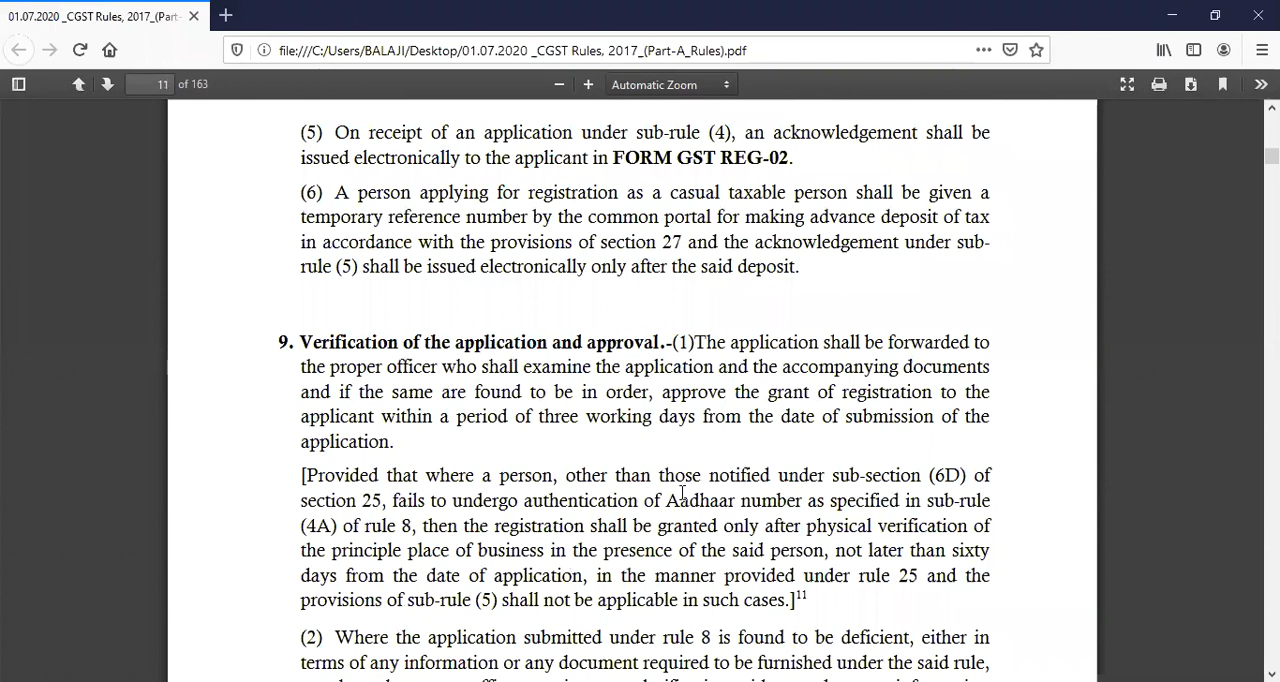 01.07.2020 _CGST Rules, 2017_(Part-
file:///C:/Users/BALAJI/Desktop/01.07.2020 _CGST Rules, 2017_(Part-A_Rules).pdf
11 of 163
Automatic Zoom
(5) On receipt of an application under sub-rule (4), an acknowledgement shall be
issued electronically to the applicant in FORM GST REG-02.
(6) A person applying for registration as a casual taxable person shall be given a
temporary reference number by the common portal for making advance deposit of tax
in accordance with the provisions of section 27 and the acknowledgement under sub-
rule (5) shall be issued electronically only after the said deposit.
9. Verification of the application and approval.-(1)The application shall be forwarded to
the proper officer who shall examine the application and the accompanying documents
and if the same are found to be in order, approve the grant of registration to the
applicant within a period of three working days from the date of submission of the
application.
[Provided that where a person, other than those notified under sub-section (6D) of
section 25, fails to undergo authentication of Aadhaar number as specified in sub-rule
(4A) of rule 8, then the registration shall be granted only after physical verification of
the principle place of business in the presence of the said person, not later than sixty
days from the date of application, in the manner provided under rule 25 and the
provisions of sub-rule (5) shall not be applicable in such cases.]11
(2) Where the application submitted under rule 8 is found to be deficient, either in
terms of any information or any document required to be furnished under the said rule,